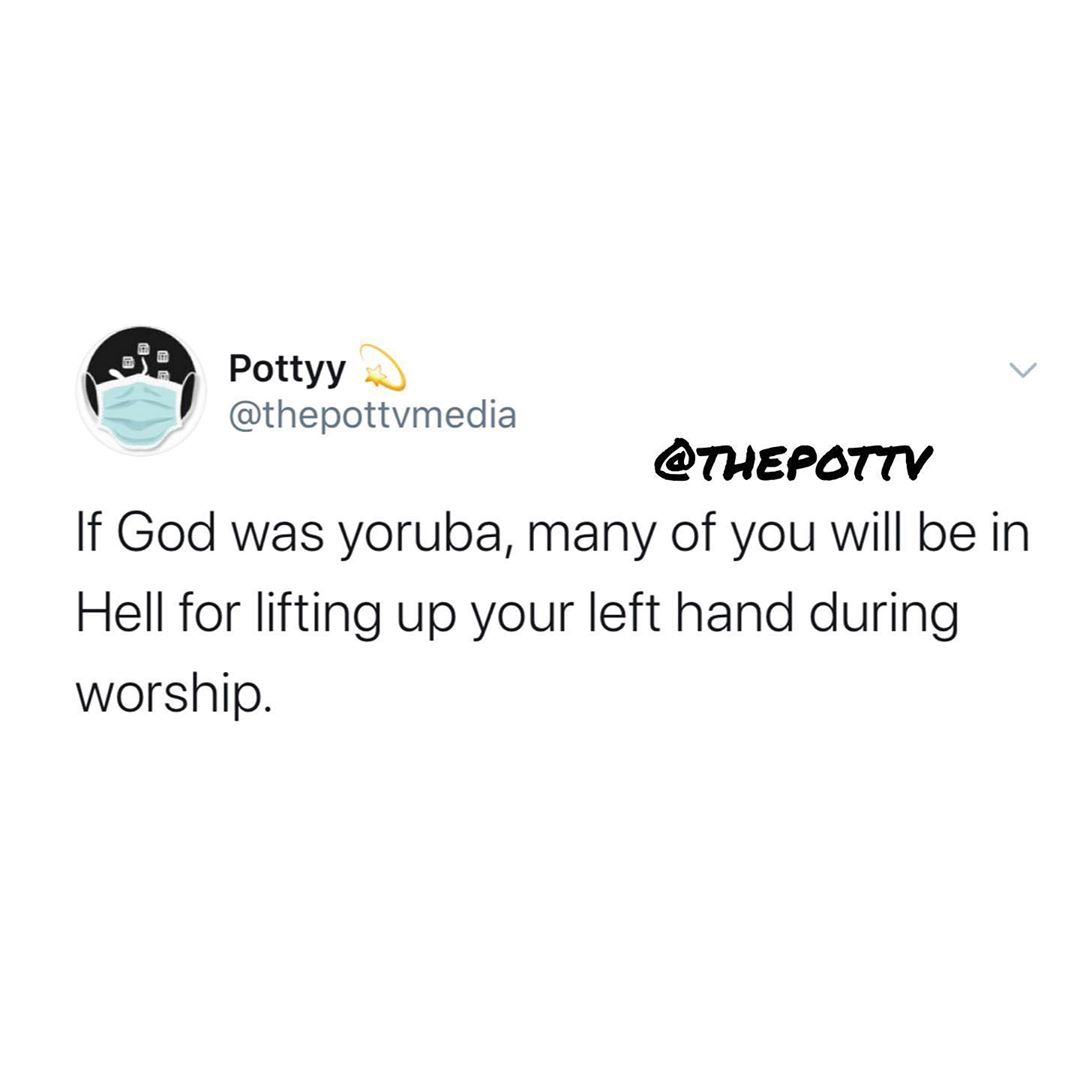 Pottyy 💫
@thepottvmedia
@THEPOTTV
If God was yoruba, many of you will be in
Hell for lifting up your left hand during
worship.